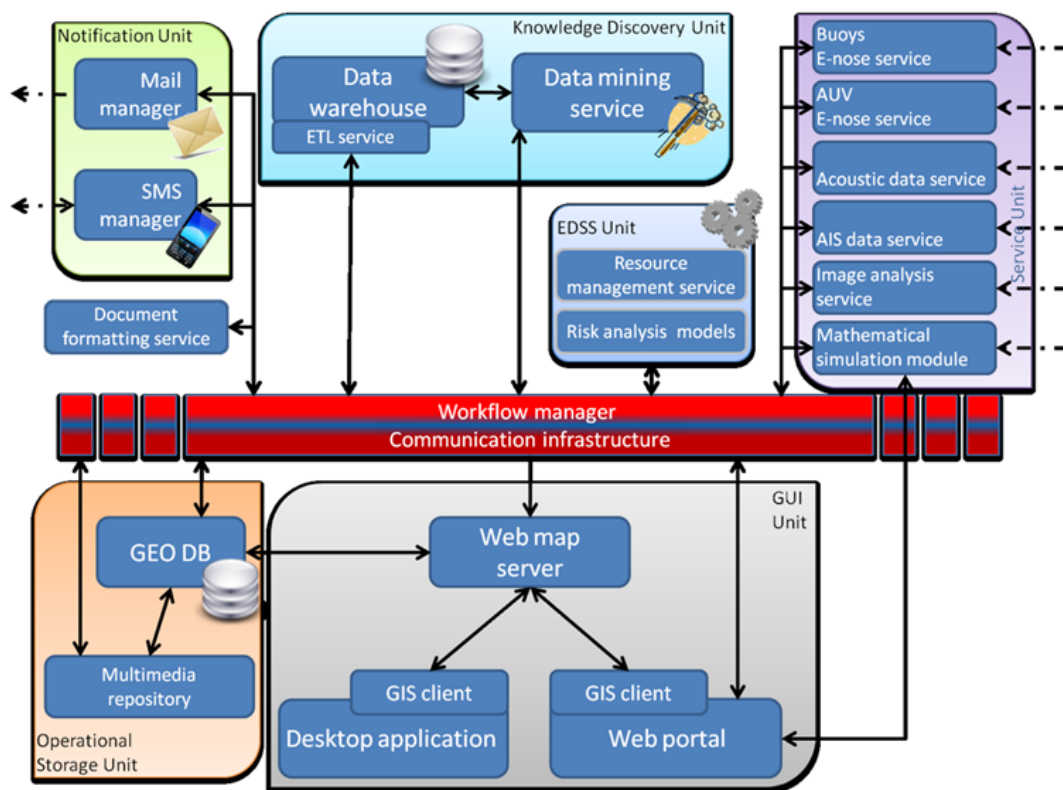 Notification Unit
Mail
manager
SMS
manager
Document
formatting service
Knowledge Discovery Unit
Data
warehouse
ETL service
Data mining
service
EDSS Unit
Resource
management service
Risk analysis models
Buoys
E-nose service
AUV
E-nose service
Acoustic data service
AIS data service
Image analysis
service
Mathematical
simulation module
Service Unit
Workflow manager
Communication infrastructure
GEO DB
Multimedia
repository
Operational
Storage Unit
GUI
Unit
Web map
server
GIS client
Desktop application
GIS client
Web portal